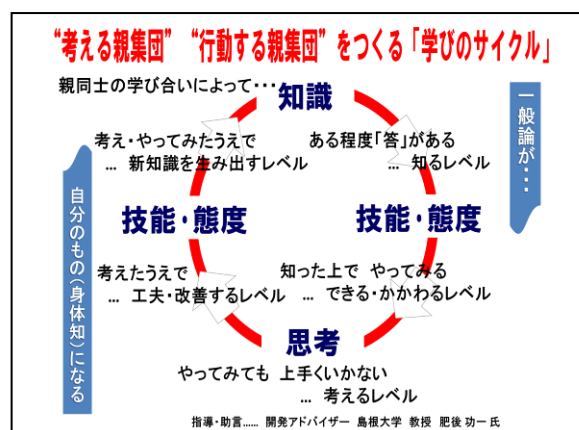 “考える親集団” “行動する親集団” をつくる 「学びのサイクル」
親同士の学び合いによって・・・
知識
一般論が・・・
考え・やってみたうえで
… 新知識を生み出すレベル
ある程度「答」がある
… 知るレベル
技能・態度
技能・態度
自分のもの(身体知)になる
考えたうえで
… 工夫・改善するレベル
知った上で やってみる
… できる・かかわるレベル
思考
やってみても 上手くいかない
… 考えるレベル
指導・助言…… 開発アドバイザー 島根大学 教授 肥後 功一 氏